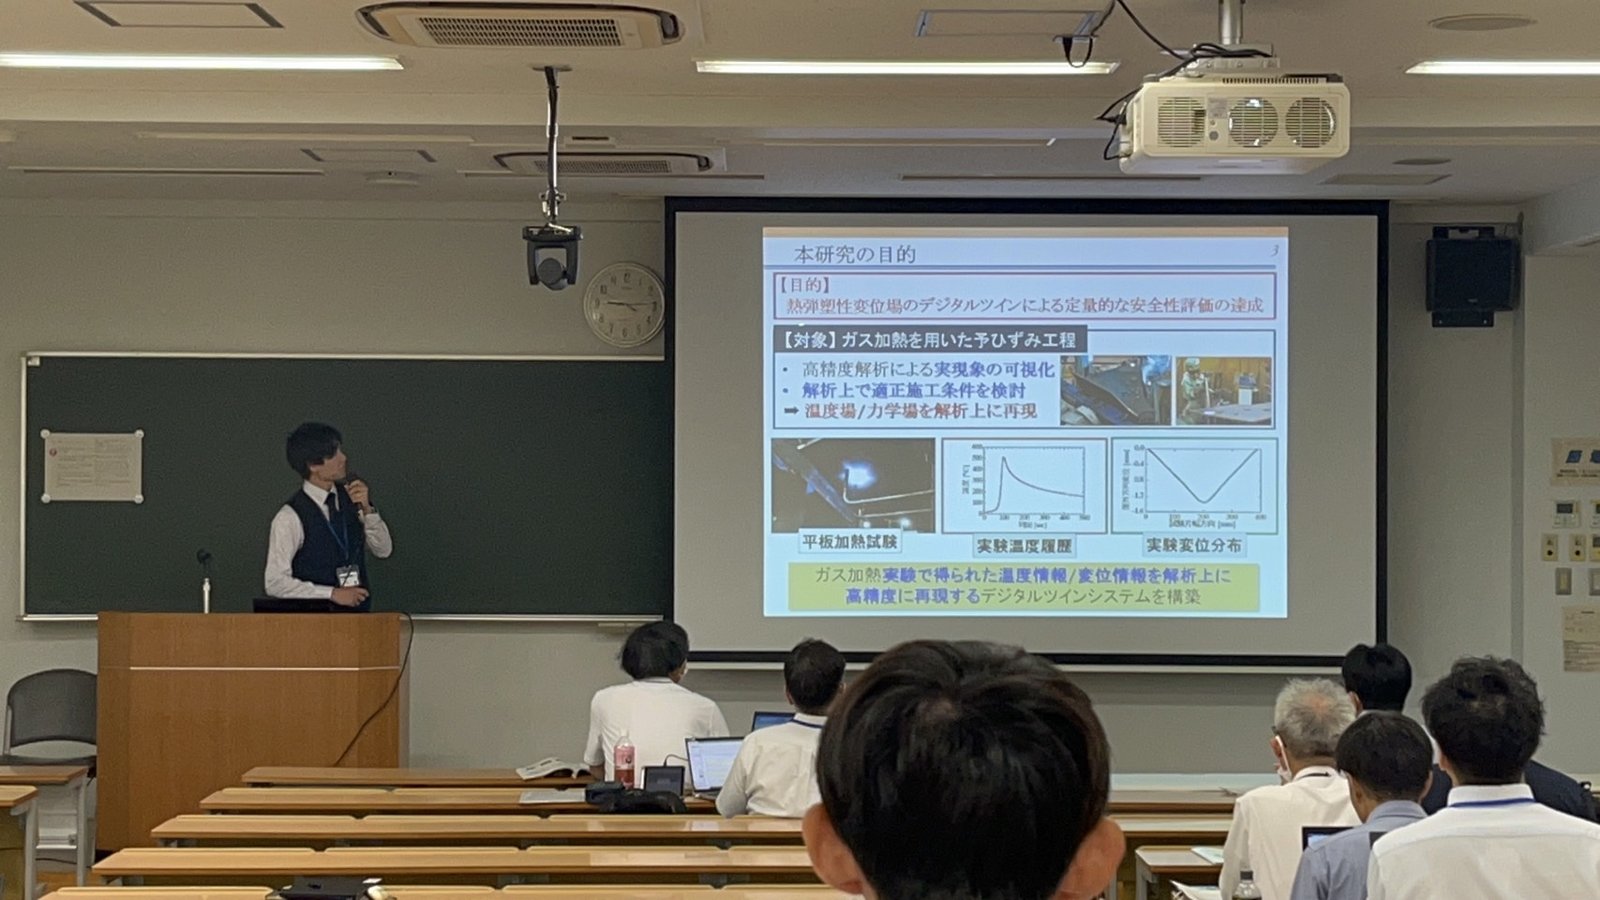 本研究の目的
3
【目的】
熱弾塑性変位場のデジタルツインによる定量的な安全性評価の達成
【対象】ガス加熱を用いた予ひずみ工程
・ 高精度解析による実現象の可視化
・ 解析上で適正施工条件を検討
➡ 温度場/力学場を解析上に再現
平板加熱試験
実験温度履歴
実験変位分布
ガス加熱実験で得られた温度情報/変位情報を解析上に
高精度に再現するデジタルツインシステムを構築